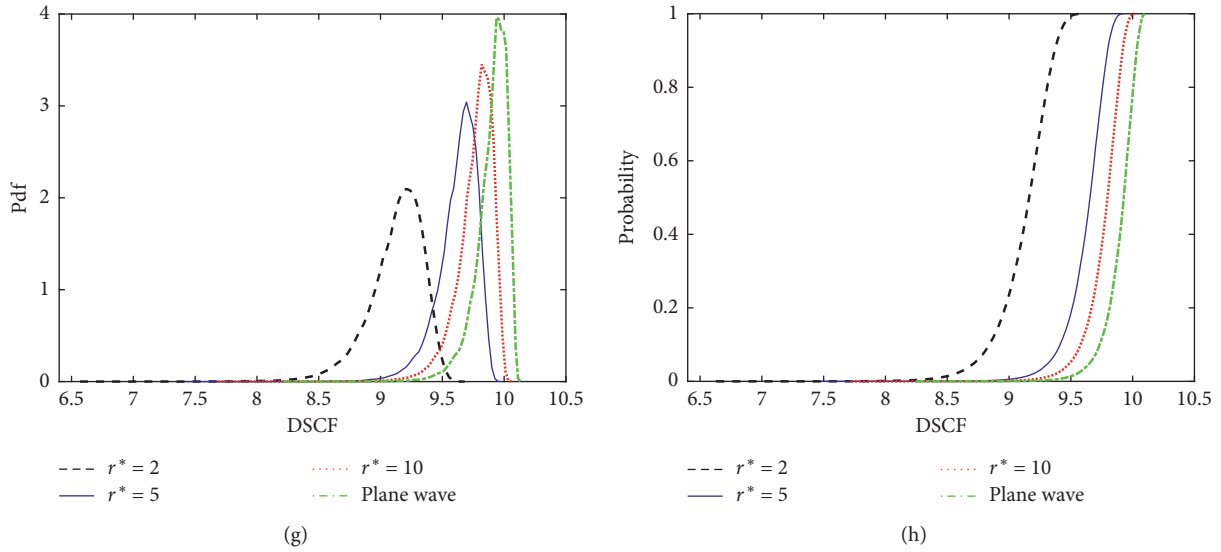 4
3
2
1
0
Pdf
6.5 7 7.5 8 8.5 9 9.5 10 10.5
DSCF
r* = 2
r* = 5
r* = 10
Plane wave
(g)
1
0.8
0.6
0.4
0.2
0
Probability
6.5 7 7.5 8 8.5 9 9.5 10 10.5
DSCF
r* = 2
r* = 5
r* = 10
Plane wave
(h)